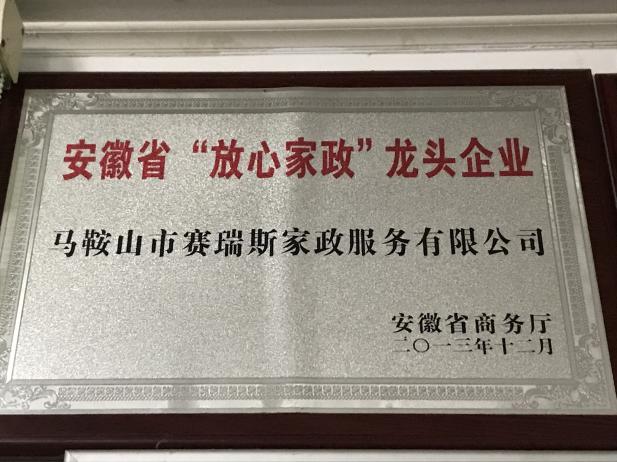 安徽省“放心家政”龙头企业
马鞍山市赛瑞斯家政服务有限公司
安徽省商务厅
二〇一三年十二月